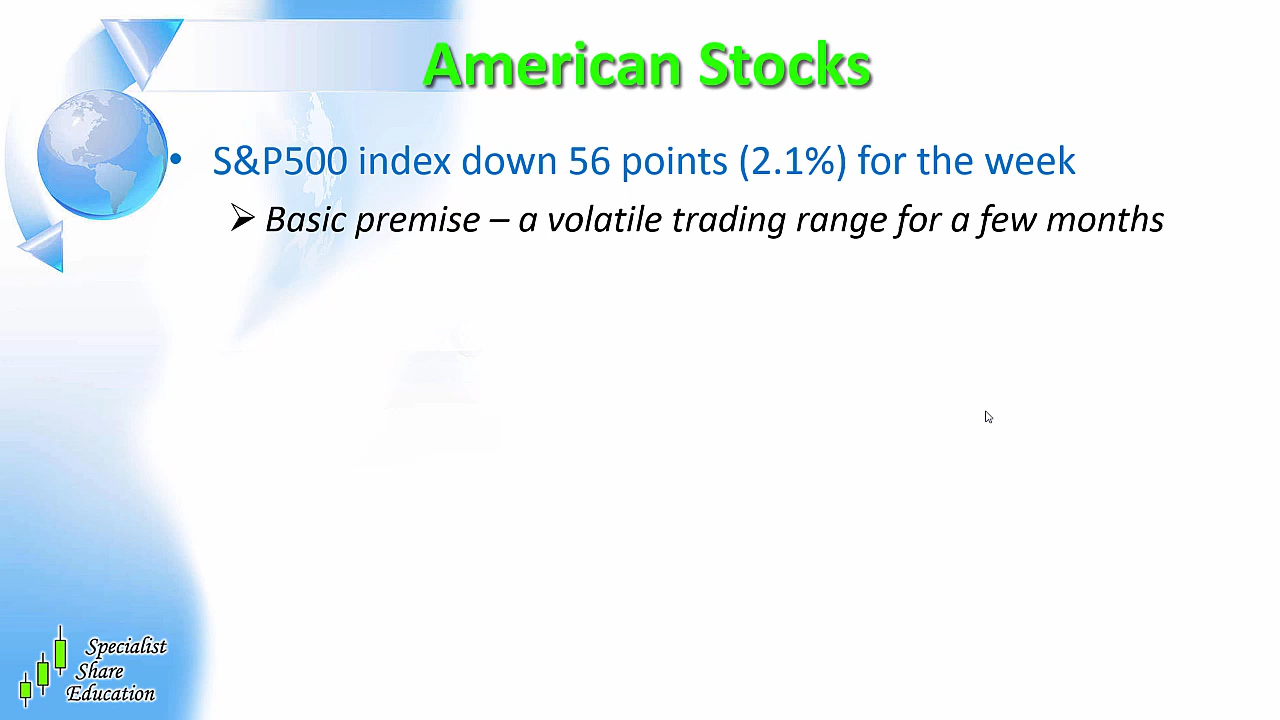 American Stocks
• S&P500 index down 56 points (2.1%) for the week
➢ Basic premise – a volatile trading range for a few months
Specialist
Share
Education